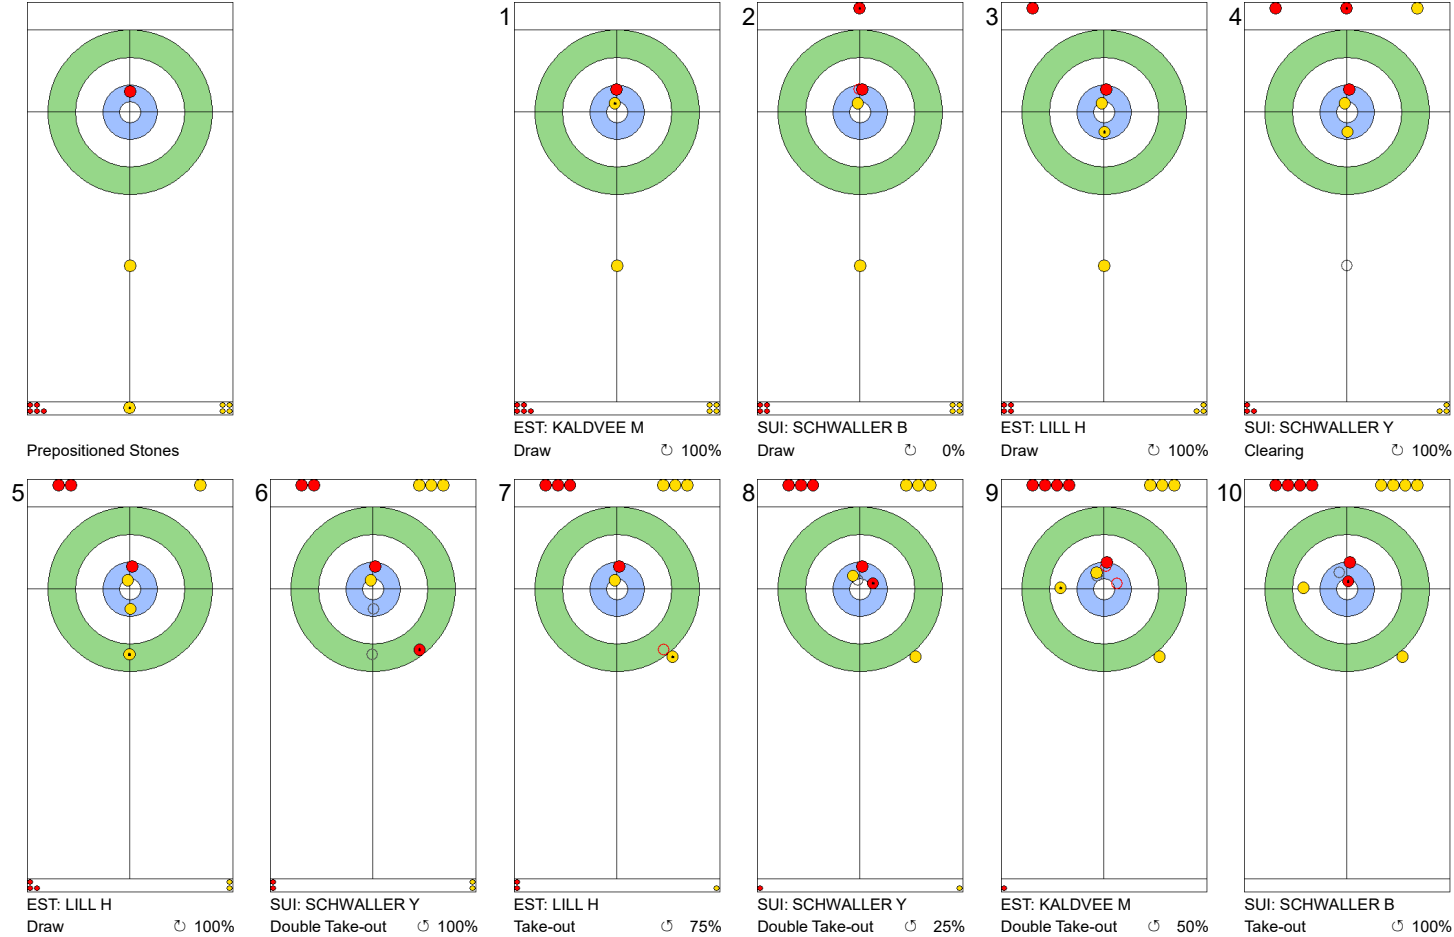 1
2
3
4
EST: KALDVEE M
SUI: SCHWALLER B
EST: LILL H
SUI: SCHWALLER Y
Prepositioned Stones
Draw ↻ 100%
Draw ↻ 0%
Draw ↻ 100%
Clearing ↻ 100%
5
6
7
8
9
10
EST: LILL H
SUI: SCHWALLER Y
EST: LILL H
SUI: SCHWALLER Y
EST: KALDVEE M
SUI: SCHWALLER B
Draw ↻ 100%
Double Take-out ↺ 100%
Take-out ↺ 75%
Double Take-out ↺ 25%
Double Take-out ↺ 50%
Take-out ↺ 100%